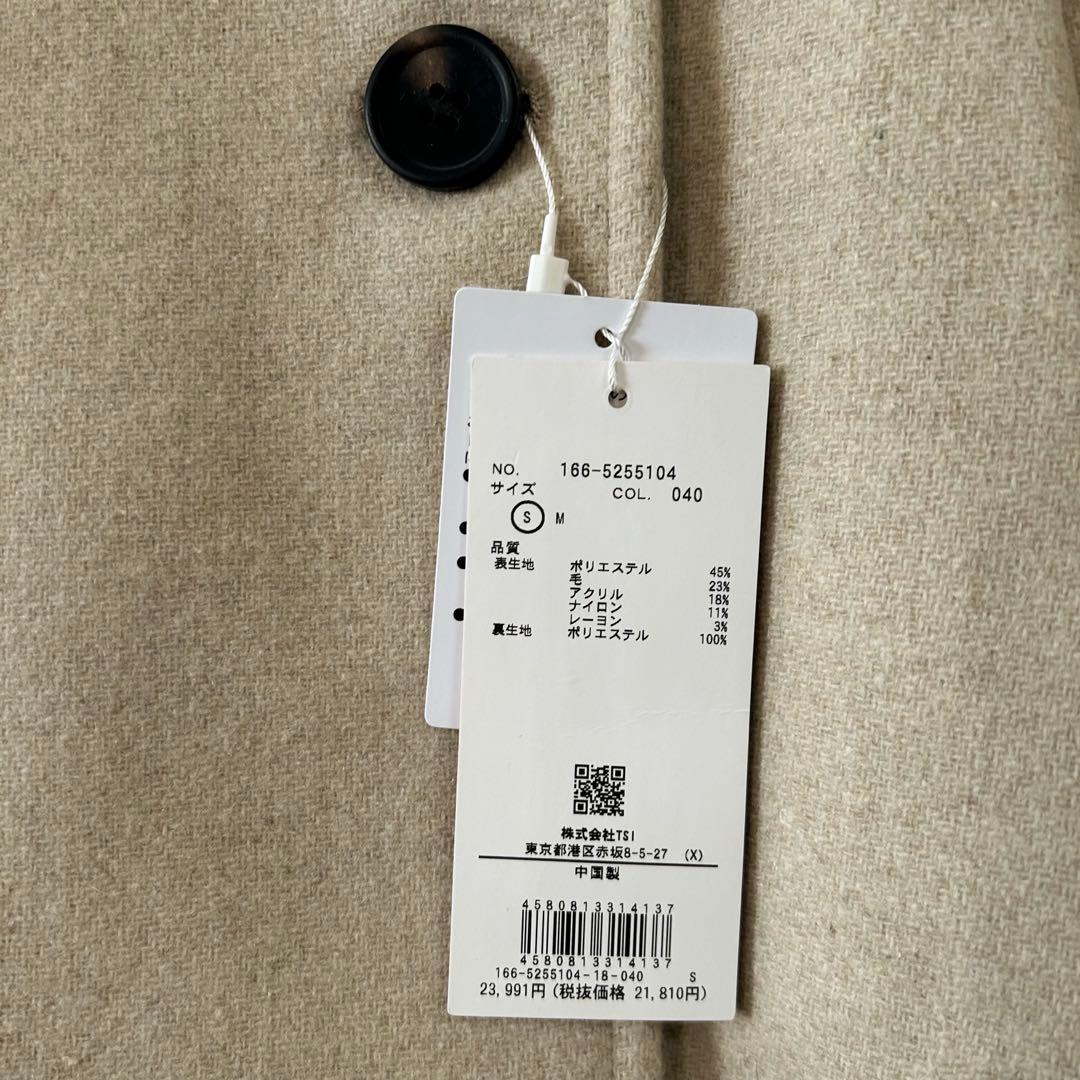 NO. 166-5255104
サイズ COL. 040
S M
品質
表生地 ポリエステル 45%
毛 23%
アクリル 18%
ナイロン 11%
レーヨン 3%
裏生地 ポリエステル 100%
株式会社TSI
東京都港区赤坂8-5-27 (X)
中国製
4580813314137
4580813314137
166-5255104-18-040 S
23,991円(税抜価格 21,810円)